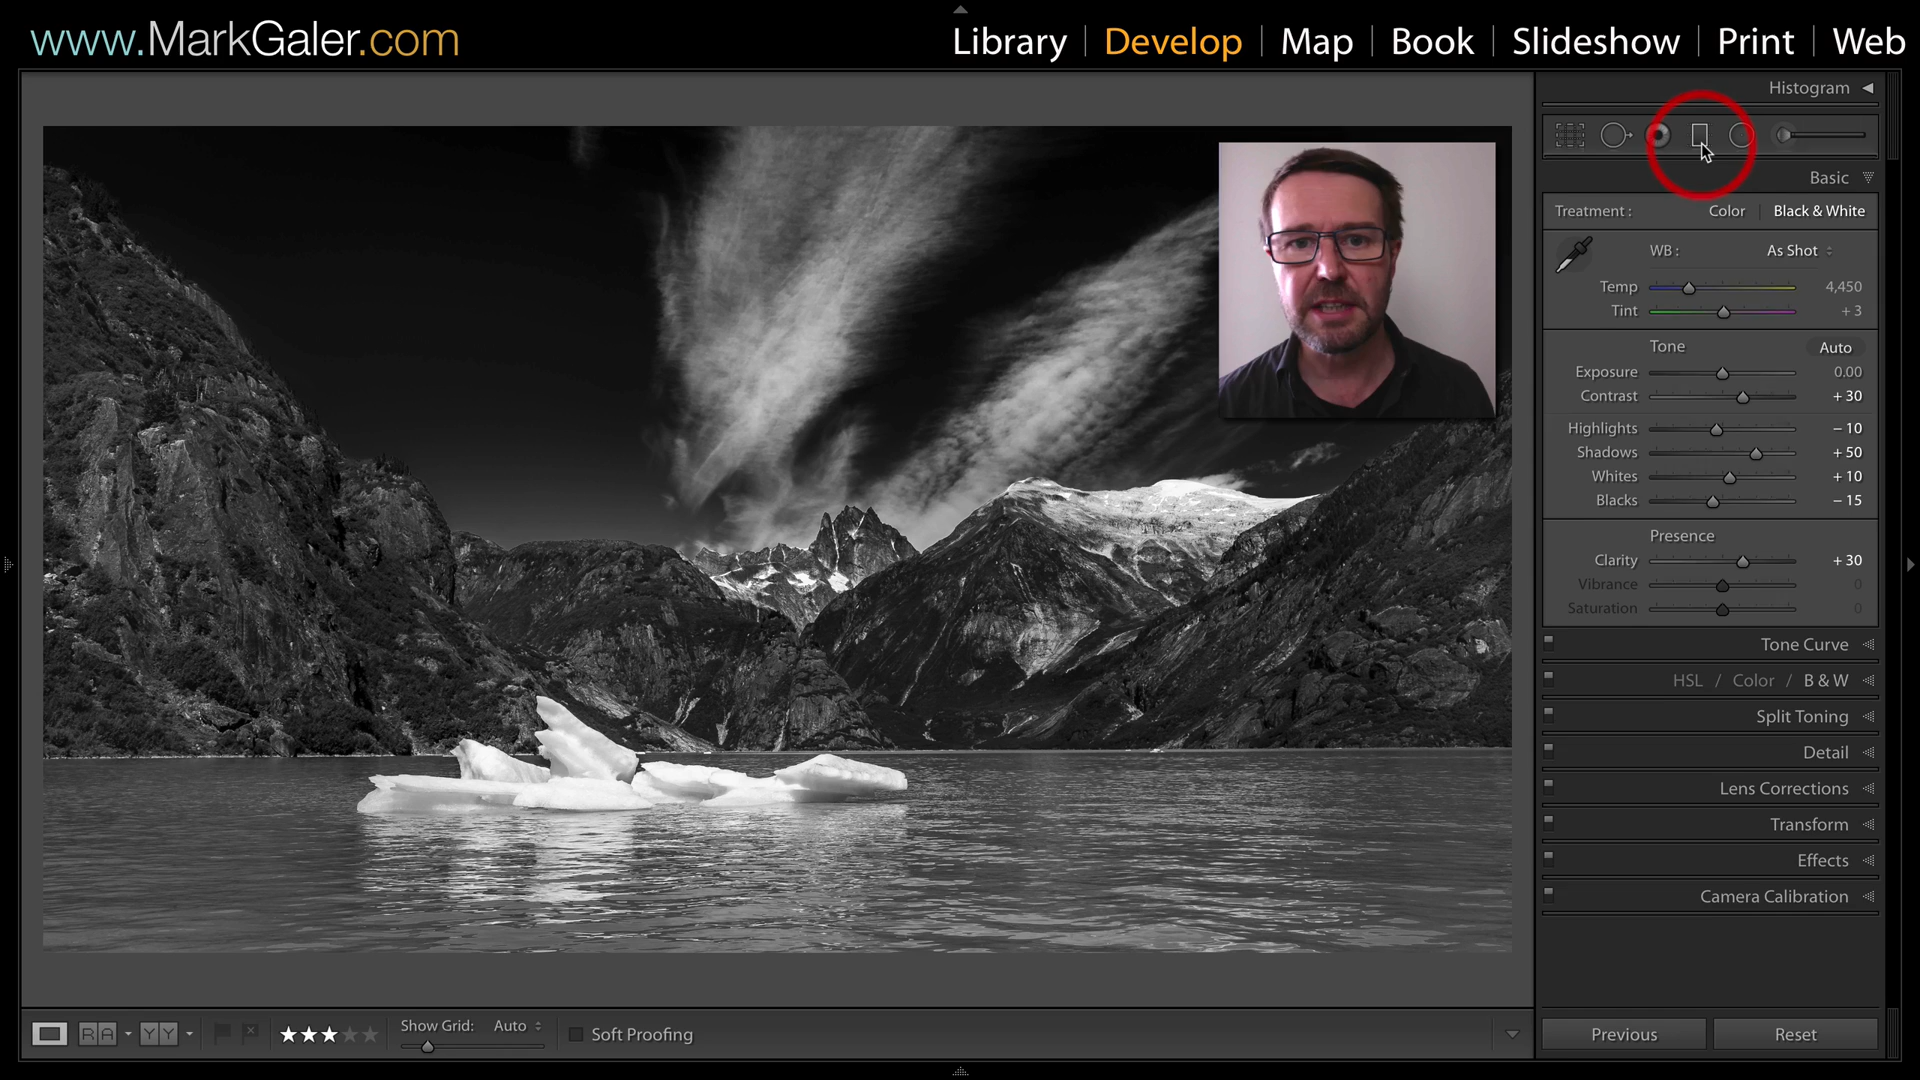 www.MarkGaler.com
Library | Develop | Map | Book | Slideshow | Print | Web
Histogram
Basic
Treatment : Color | Black & White
WB : As Shot
Temp 4,450
Tint + 3
Tone Auto
Exposure 0.00
Contrast + 30
Highlights – 10
Shadows + 50
Whites + 10
Blacks – 15
Presence
Clarity + 30
Vibrance 0
Saturation 0
Tone Curve
HSL / Color / B & W
Split Toning
Detail
Lens Corrections
Transform
Effects
Camera Calibration
R A Y Y Show Grid: Auto Soft Proofing
Previous Reset